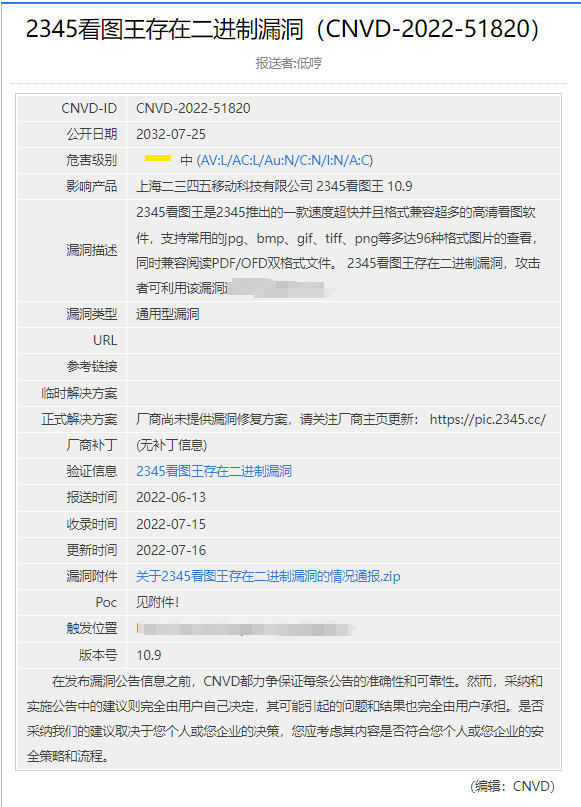 2345看图王存在二进制漏洞（CNVD-2022-51820）
报送者:低哼
CNVD-ID CNVD-2022-51820
公开日期 2032-07-25
危害级别 中 (AV:L/AC:L/Au:N/C:N/I:N/A:C)
影响产品 上海二三四五移动科技有限公司 2345看图王 10.9
漏洞描述 2345看图王是2345推出的一款速度超快并且格式兼容超多的高清看图软
件，支持常用的jpg、bmp、gif、tiff、png等多达96种格式图片的查看，
同时兼容阅读PDF/OFD双格式文件。 2345看图王存在二进制漏洞，攻击
者可利用该漏洞
漏洞类型 通用型漏洞
URL
参考链接
临时解决方案
正式解决方案 厂商尚未提供漏洞修复方案，请关注厂商主页更新： https://pic.2345.cc/
厂商补丁 (无补丁信息)
验证信息 2345看图王存在二进制漏洞
报送时间 2022-06-13
收录时间 2022-07-15
更新时间 2022-07-16
漏洞附件 关于2345看图王存在二进制漏洞的情况通报.zip
Poc 见附件！
触发位置
版本号 10.9
在发布漏洞公告信息之前，CNVD都力争保证每条公告的准确性和可靠性。然而，采纳和
实施公告中的建议则完全由用户自己决定，其可能引起的问题和结果也完全由用户承担。是否
采纳我们的建议取决于您个人或您企业的决策，您应考虑其内容是否符合您个人或您企业的安
全策略和流程。
（编辑：CNVD）